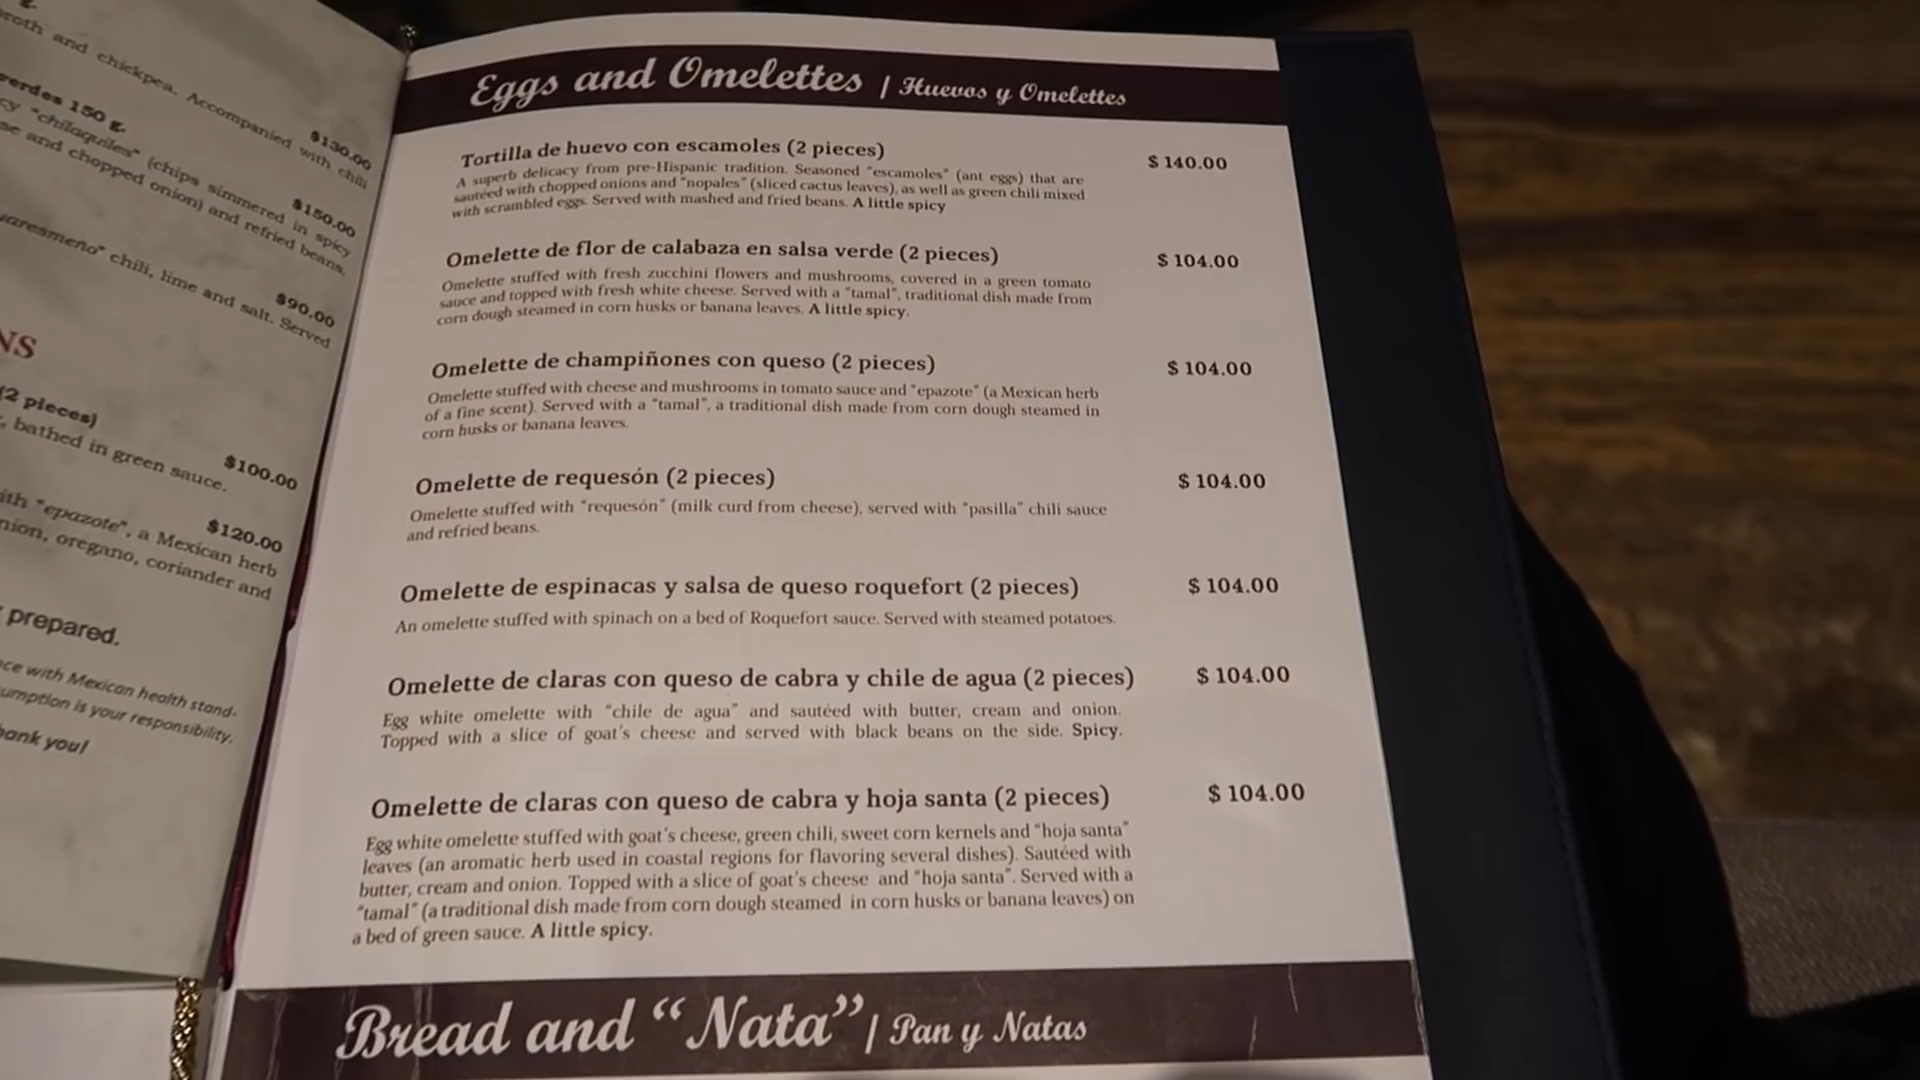 roth and chickpea. Accompanied with chili
$130.00
verdes 150 g.
cy "chilaquiles" (chips simmered in spicy
se and chopped onion) and refried beans.
$150.00
uaresmeno" chili, lime and salt. Served
$90.00
NS
(2 pieces)
, bathed in green sauce.
$100.00
ith "epazote", a Mexican herb
nion, oregano, coriander and
$120.00
prepared.
ce with Mexican health stand-
umption is your responsibility.
hank you!
Eggs and Omelettes | Huevos y Omelettes
Tortilla de huevo con escamoles (2 pieces) $ 140.00
A superb delicacy from pre-Hispanic tradition. Seasoned "escamoles" (ant eggs) that are
sautéed with chopped onions and "nopales" (sliced cactus leaves), as well as green chili mixed
with scrambled eggs. Served with mashed and fried beans. A little spicy
Omelette de flor de calabaza en salsa verde (2 pieces) $ 104.00
Omelette stuffed with fresh zucchini flowers and mushrooms, covered in a green tomato
sauce and topped with fresh white cheese. Served with a "tamal", traditional dish made from
corn dough steamed in corn husks or banana leaves. A little spicy.
Omelette de champiñones con queso (2 pieces) $ 104.00
Omelette stuffed with cheese and mushrooms in tomato sauce and "epazote" (a Mexican herb
of a fine scent). Served with a "tamal", a traditional dish made from corn dough steamed in
corn husks or banana leaves.
Omelette de requesón (2 pieces) $ 104.00
Omelette stuffed with "requesón" (milk curd from cheese), served with "pasilla" chili sauce
and refried beans.
Omelette de espinacas y salsa de queso roquefort (2 pieces) $ 104.00
An omelette stuffed with spinach on a bed of Roquefort sauce. Served with steamed potatoes.
Omelette de claras con queso de cabra y chile de agua (2 pieces) $ 104.00
Egg white omelette with "chile de agua" and sautéed with butter, cream and onion.
Topped with a slice of goat's cheese and served with black beans on the side. Spicy.
Omelette de claras con queso de cabra y hoja santa (2 pieces) $ 104.00
Egg white omelette stuffed with goat's cheese, green chili, sweet corn kernels and "hoja santa"
leaves (an aromatic herb used in coastal regions for flavoring several dishes). Sautéed with
butter, cream and onion. Topped with a slice of goat's cheese and "hoja santa". Served with a
"tamal" (a traditional dish made from corn dough steamed in corn husks or banana leaves) on
a bed of green sauce. A little spicy.
Bread and "Nata" | Pan y Natas